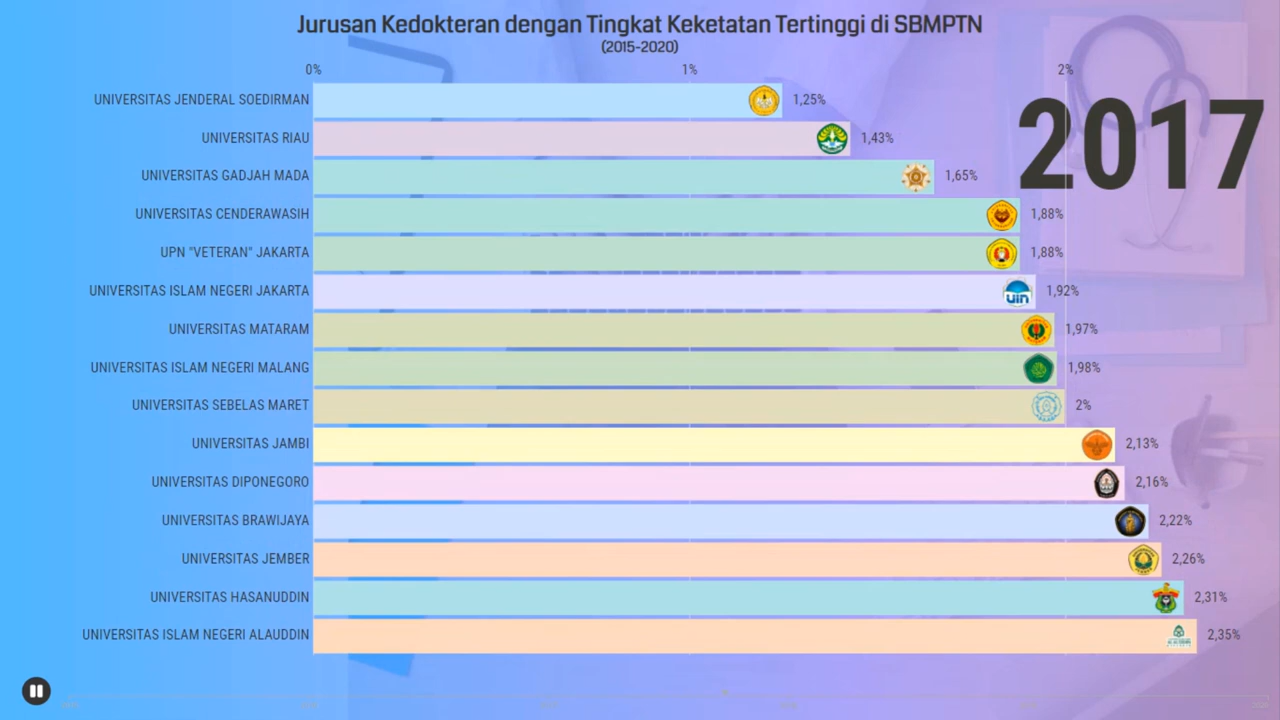 Jurusan Kedokteran dengan Tingkat Keketatan Tertinggi di SBMPTN
(2015-2020)
0% 1% 2%
2017
UNIVERSITAS JENDERAL SOEDIRMAN 1,25%
UNIVERSITAS RIAU 1,43%
UNIVERSITAS GADJAH MADA 1,65%
UNIVERSITAS CENDERAWASIH 1,88%
UPN "VETERAN" JAKARTA 1,88%
UNIVERSITAS ISLAM NEGERI JAKARTA uin 1,92%
UNIVERSITAS MATARAM 1,97%
UNIVERSITAS ISLAM NEGERI MALANG 1,98%
UNIVERSITAS SEBELAS MARET 2%
UNIVERSITAS JAMBI 2,13%
UNIVERSITAS DIPONEGORO 2,16%
UNIVERSITAS BRAWIJAYA 2,22%
UNIVERSITAS JEMBER 2,26%
UNIVERSITAS HASANUDDIN 2,31%
UNIVERSITAS ISLAM NEGERI ALAUDDIN 2,35%